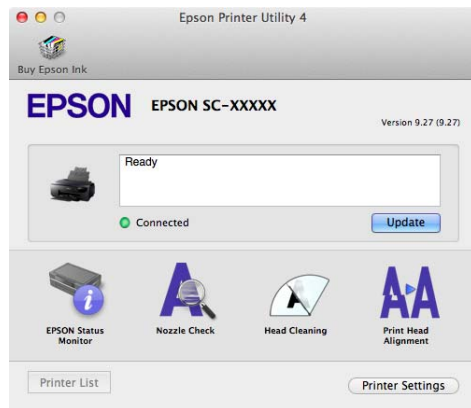 Epson Printer Utility 4
Buy Epson Ink
EPSON
EPSON SC-XXXXX
Version 9.27 (9.27)
Ready
Connected
Update
EPSON Status
Monitor
Nozzle Check
Head Cleaning
Print Head
Alignment
Printer List
Printer Settings